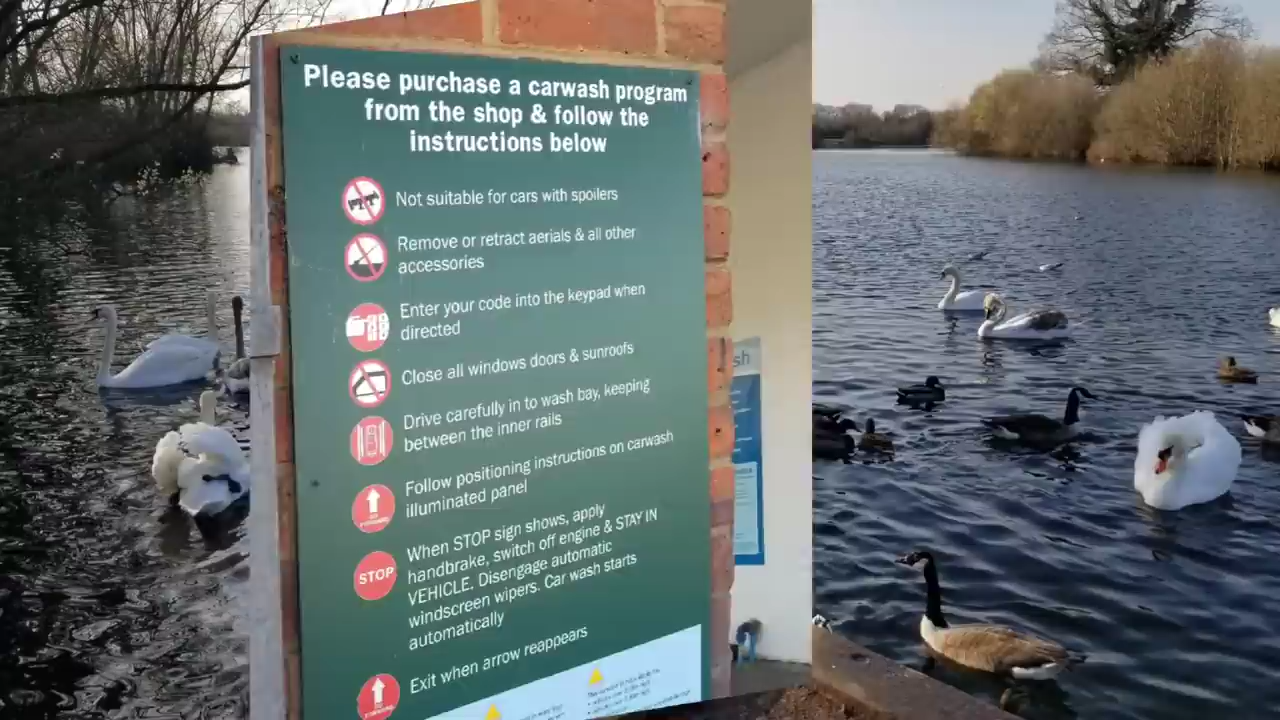 Please purchase a carwash program
from the shop & follow the
instructions below
Not suitable for cars with spoilers
Remove or retract aerials & all other
accessories
Enter your code into the keypad when
directed
Close all windows doors & sunroofs
Drive carefully in to wash bay, keeping
between the inner rails
Follow positioning instructions on carwash
illuminated panel
STOP
When STOP sign shows, apply
handbrake, switch off engine & STAY IN
VEHICLE. Disengage automatic
windscreen wipers. Car wash starts
automatically
Exit when arrow reappears
sh